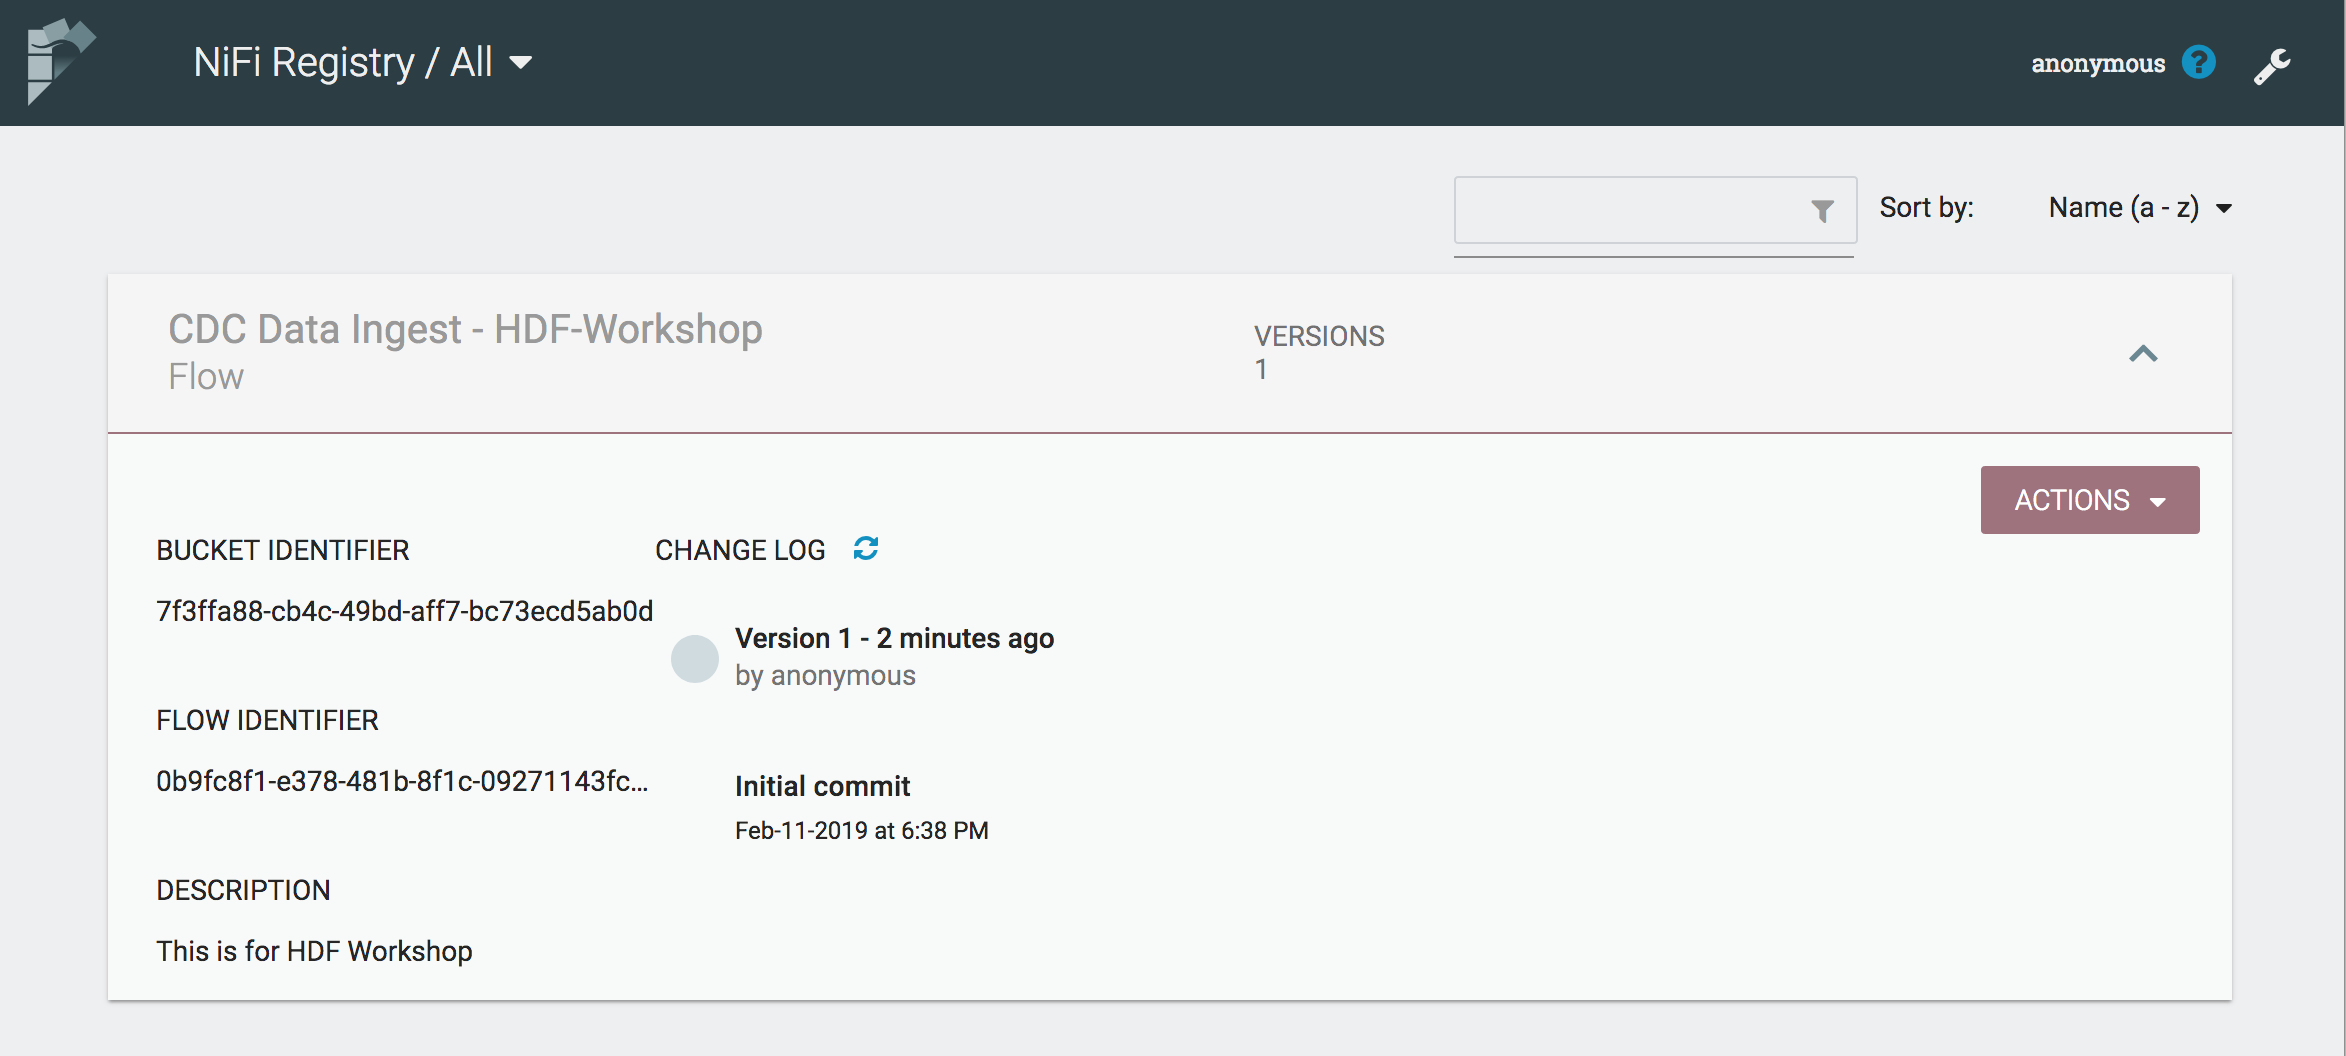 NiFi Registry / All
anonymous
?
Sort by:
Name (a - z)
CDC Data Ingest - HDF-Workshop
Flow
VERSIONS
1
ACTIONS
BUCKET IDENTIFIER
7f3ffa88-cb4c-49bd-aff7-bc73ecd5ab0d
FLOW IDENTIFIER
0b9fc8f1-e378-481b-8f1c-09271143fc...
DESCRIPTION
This is for HDF Workshop
CHANGE LOG
Version 1 - 2 minutes ago
by anonymous
Initial commit
Feb-11-2019 at 6:38 PM